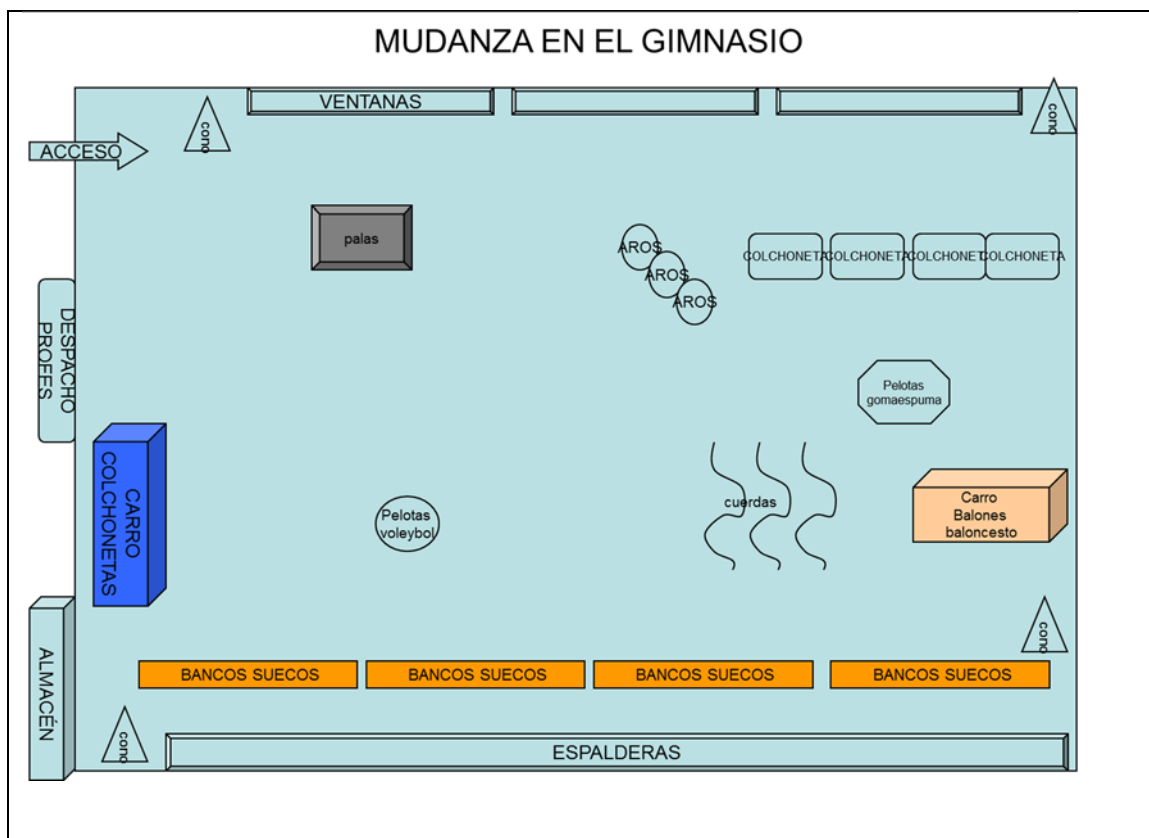 MUDANZA EN EL GIMNASIO
VENTANAS
cono
cono
ACCESO
palas
AROS
AROS
AROS
COLCHONETA
COLCHONETA
COLCHONET
COLCHONETA
DESPACHO
PROFES
Pelotas
gomaespuma
CARRO
COLCHONETAS
Pelotas
voleybol
cuerdas
Carro
Balones
baloncesto
cono
ALMACÉN
BANCOS SUECOS
BANCOS SUECOS
BANCOS SUECOS
BANCOS SUECOS
cono
ESPALDERAS